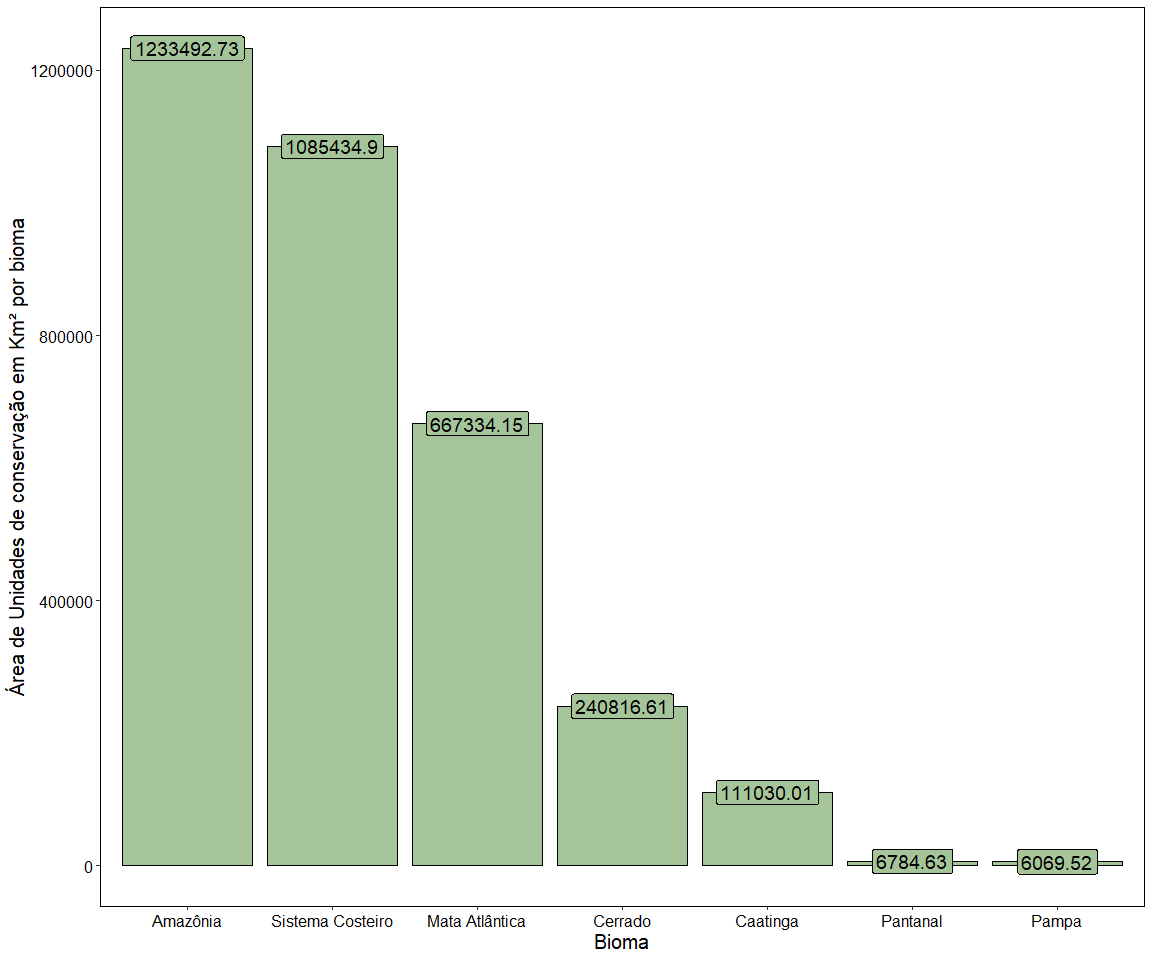 Área de Unidades de conservação em Km² por bioma
1200000
800000
400000
0
1233492.73
1085434.9
667334.15
240816.61
111030.01
6784.63
6069.52
Amazônia
Sistema Costeiro
Mata Atlântica
Cerrado
Caatinga
Pantanal
Pampa
Bioma